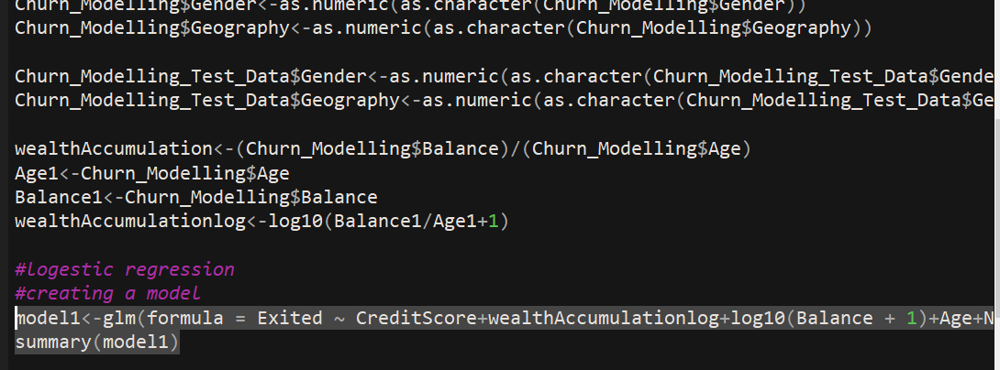 Churn_Modelling$Gender<-as.numeric(as.character(Churn_Modelling$Gender))
Churn_Modelling$Geography<-as.numeric(as.character(Churn_Modelling$Geography))
Churn_Modelling_Test_Data$Gender<-as.numeric(as.character(Churn_Modelling_Test_Data$Gende
Churn_Modelling_Test_Data$Geography<-as.numeric(as.character(Churn_Modelling_Test_Data$Ge
wealthAccumulation<-(Churn_Modelling$Balance)/(Churn_Modelling$Age)
Age1<-Churn_Modelling$Age
Balance1<-Churn_Modelling$Balance
wealthAccumulationlog<-log10(Balance1/Age1+1)
#logestic regression
#creating a model
model1<-glm(formula = Exited ~ CreditScore+wealthAccumulationlog+log10(Balance + 1)+Age+N
summary(model1)